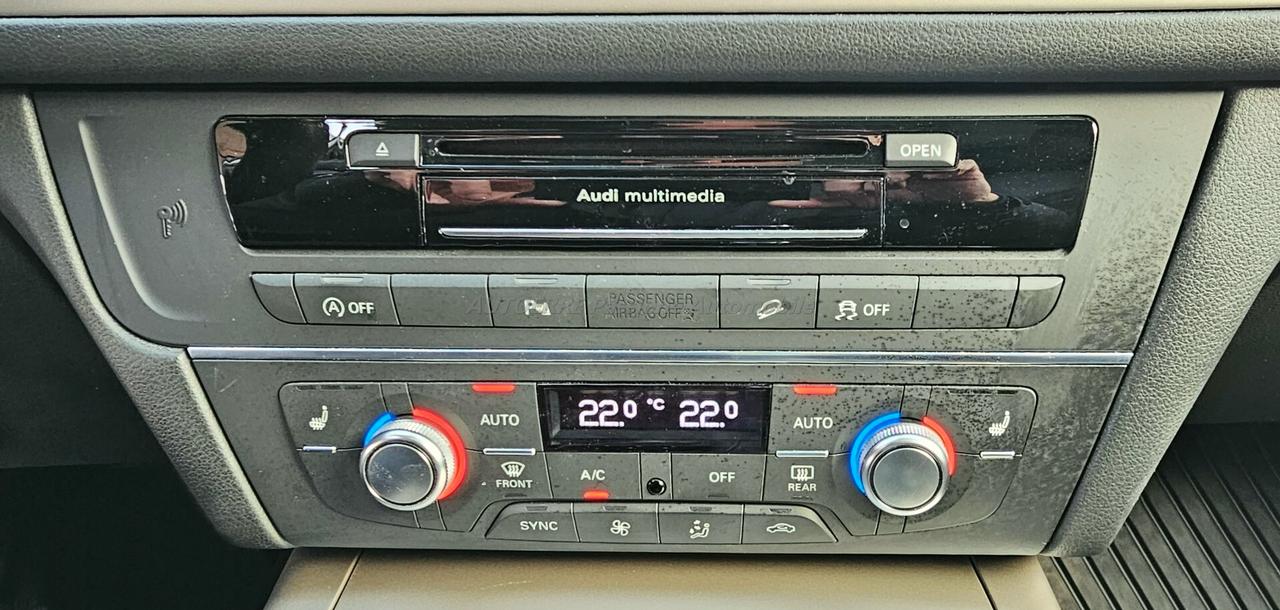 OPEN
Audi multimedia
A OFF
PASSENGER
AIRBAG OFF
OFF
AUTO
22.0 °C 22.0
AUTO
FRONT
A/C
OFF
REAR
SYNC